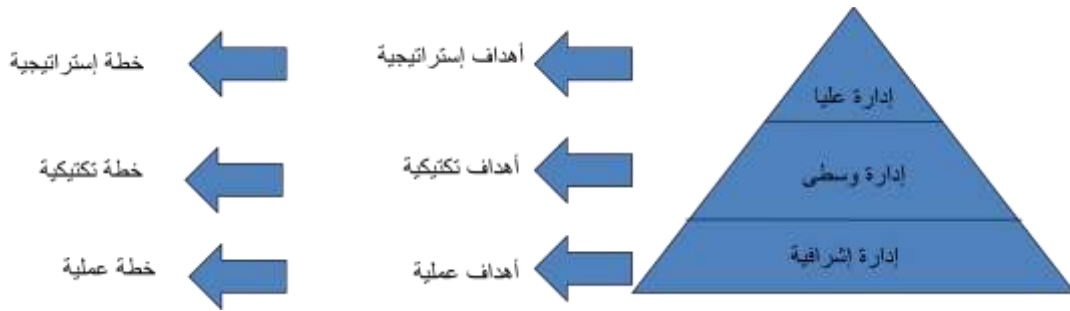 إدارة عليا
أهداف إستراتيجية
خطة إستراتيجية
إدارة وسطى
أهداف تكتيكية
خطة تكتيكية
إدارة إشرافية
أهداف عملية
خطة عملية